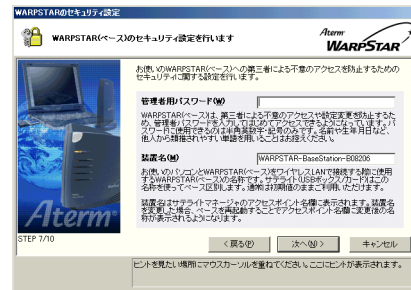 WARPSTARのセキュリティ設定
WARPSTAR(ベース)のセキュリティ設定を行います
Aterm
WARPSTAR
お使いのWARPSTAR(ベース)への第三者による不意のアクセスを防止するための
セキュリティに関する設定を行います。
管理者用パスワード(W)
WARPSTAR(ベース)は、第三者による不意のアクセスや設定変更を防止するた
め、管理者パスワードを入力してはじめてアクセスできるようになっています。パ
スワードに使用できるのは半角英数字・記号のみです。名前や生年月日など、
他人から類推されやすい単語を用いることはお控えください。
装置名(M)
WARPSTAR-BaseStation-B08206
お使いのパソコンとWARPSTAR(ベース)をワイヤレスLANで接続する際に使用
するWARPSTAR(ベース)の名称です。サテライト(USBボックス/カード)はこの
名称を使ってベース区別します。通常は初期値のままご利用いただけます。
装置名はサテライトマネージャのアクセスポイント名欄に表示されます。装置名
を変更した場合、ベースを再起動することでアクセスポイント名欄に変更後の名
称が表示されるようになります。
Aterm
STEP 7/10
< 戻る(P)
次へ(N) >
キャンセル
ヒントを見たい場所にマウスカーソルを重ねてください。ここにヒントが表示されます。